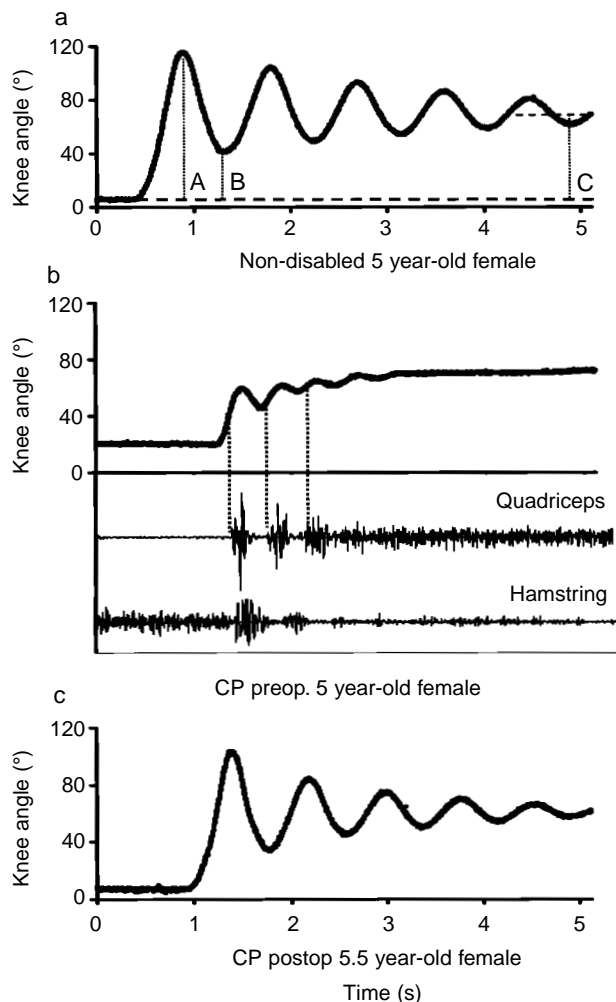 a
Knee angle (°)
120
80
40
0
A B C
0 1 2 3 4 5
Non-disabled 5 year-old female
b
Knee angle (°)
120
80
40
0
Quadriceps
Hamstring
CP preop. 5 year-old female
c
Knee angle (°)
120
80
40
0
0 1 2 3 4 5
CP postop 5.5 year-old female
Time (s)